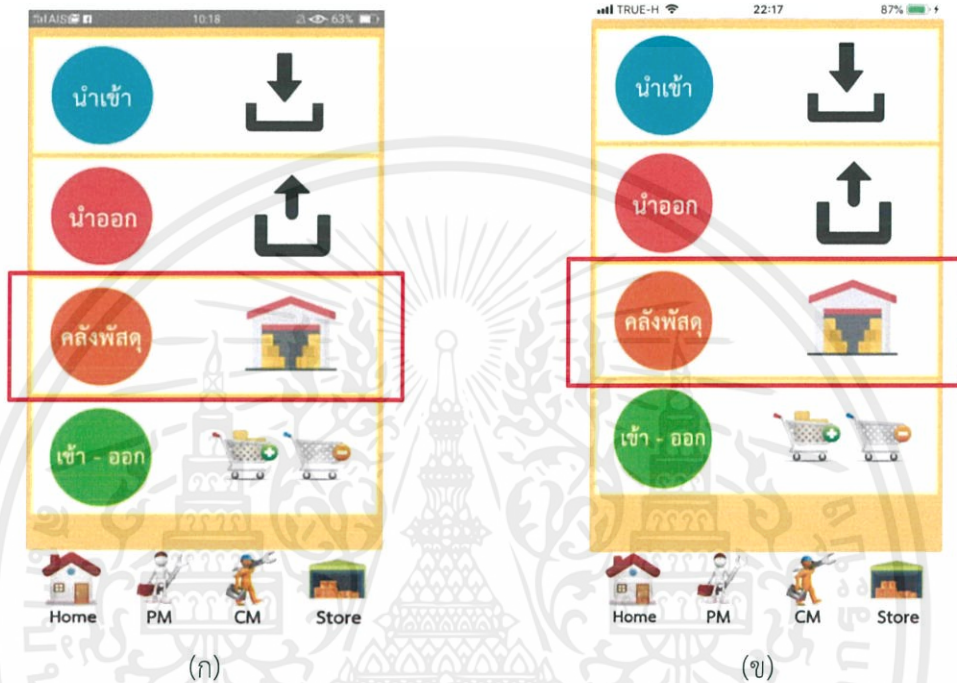 AIS 10:18 63%
นำเข้า
นำออก
คลังพัสดุ
เข้า - ออก
Home PM CM Store
(ก)
TRUE-H 22:17 87%
นำเข้า
นำออก
คลังพัสดุ
เข้า - ออก
Home PM CM Store
(ข)